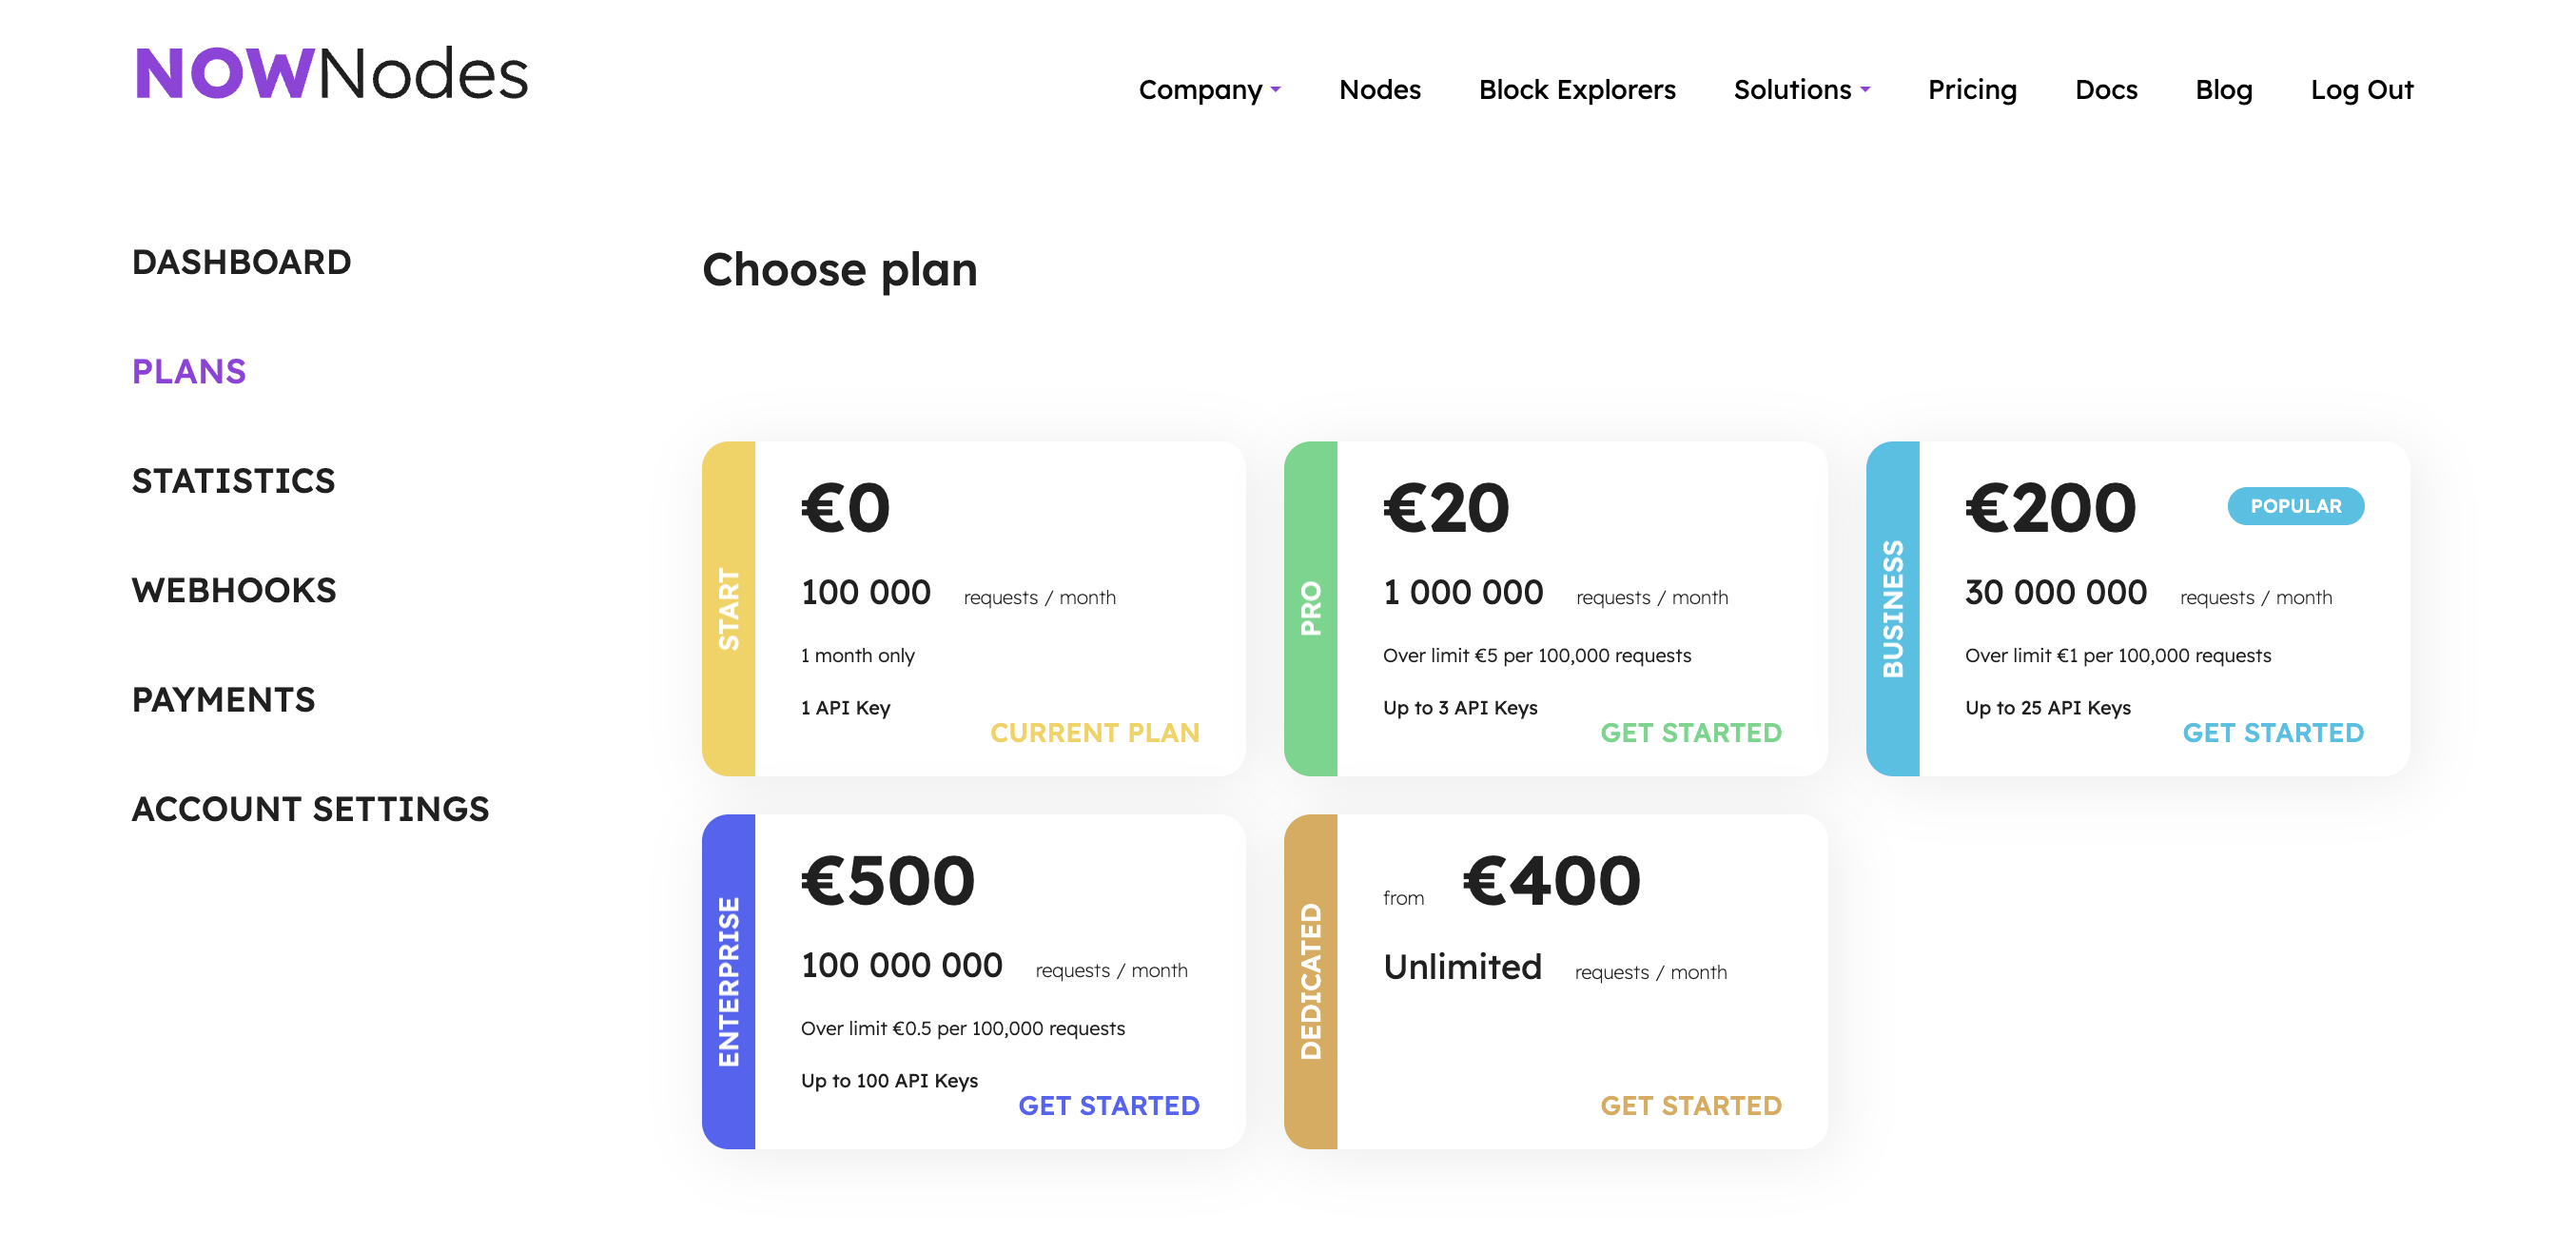 NOWNodes
Company
Nodes
Block Explorers
Solutions
Pricing
Docs
Blog
Log Out
DASHBOARD
PLANS
STATISTICS
WEBHOOKS
PAYMENTS
ACCOUNT SETTINGS
Choose plan
START
€0
100 000 requests / month
1 month only
1 API Key
CURRENT PLAN
PRO
€20
1 000 000 requests / month
Over limit €5 per 100,000 requests
Up to 3 API Keys
GET STARTED
BUSINESS
€200
POPULAR
30 000 000 requests / month
Over limit €1 per 100,000 requests
Up to 25 API Keys
GET STARTED
ENTERPRISE
€500
100 000 000 requests / month
Over limit €0.5 per 100,000 requests
Up to 100 API Keys
GET STARTED
DEDICATED
from €400
Unlimited requests / month
GET STARTED